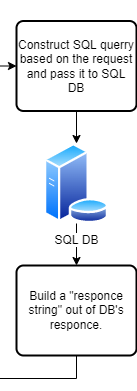 Construct SQL querry
based on the request
and pass it to SQL
DB
SQL DB
Build a "responce
string" out of DB's
responce.